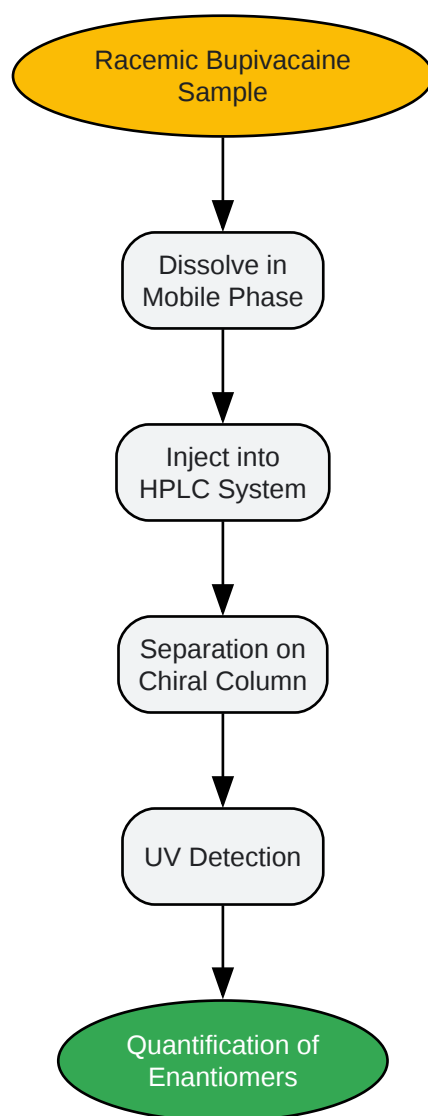 Racemic Bupivacaine
Sample
Dissolve in
Mobile Phase
Inject into
HPLC System
Separation on
Chiral Column
UV Detection
Quantification of
Enantiomers